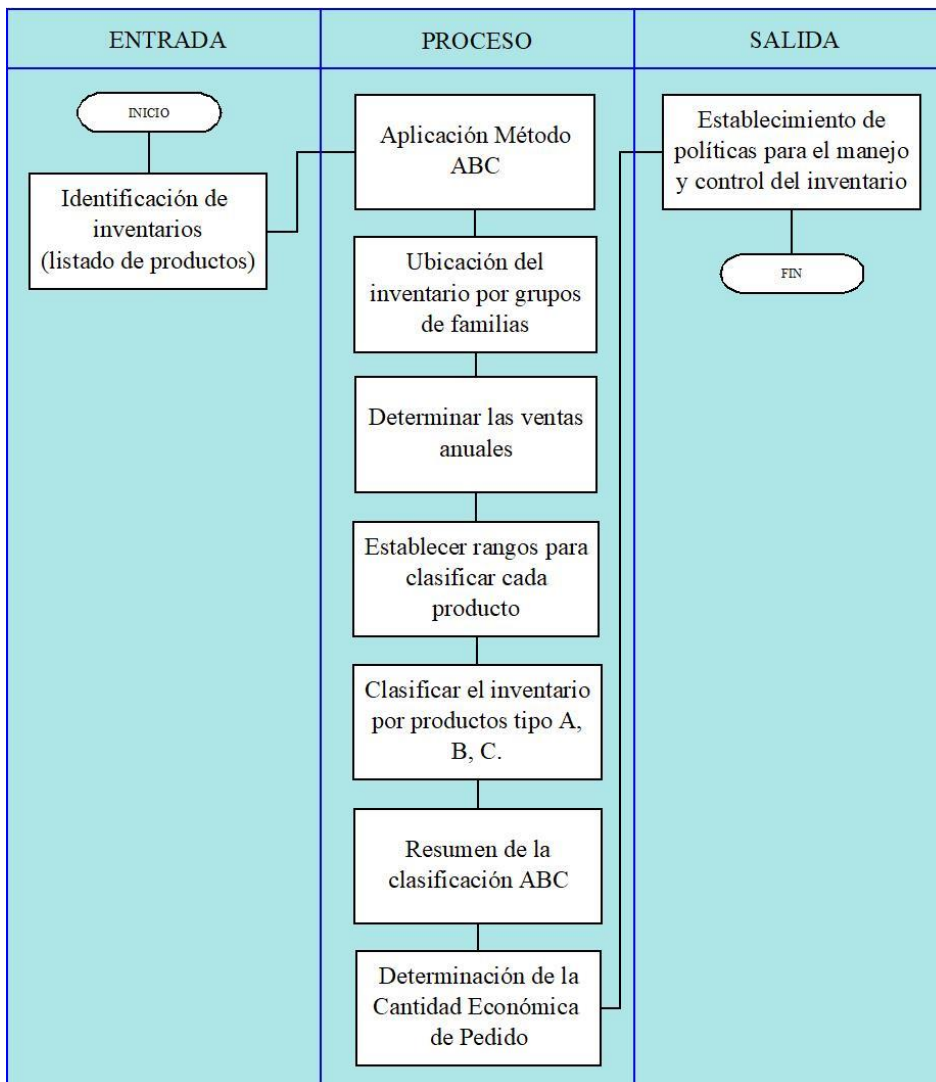 ENTRADA
PROCESO
SALIDA
INICIO
Identificación de
inventarios
(listado de productos)
Aplicación Método
ABC
Ubicación del
inventario por grupos
de familias
Determinar las ventas
anuales
Establecer rangos para
clasificar cada
producto
Clasificar el inventario
por productos tipo A,
B, C.
Resumen de la
clasificación ABC
Determinación de la
Cantidad Económica
de Pedido
Establecimiento de
políticas para el manejo
y control del inventario
FIN